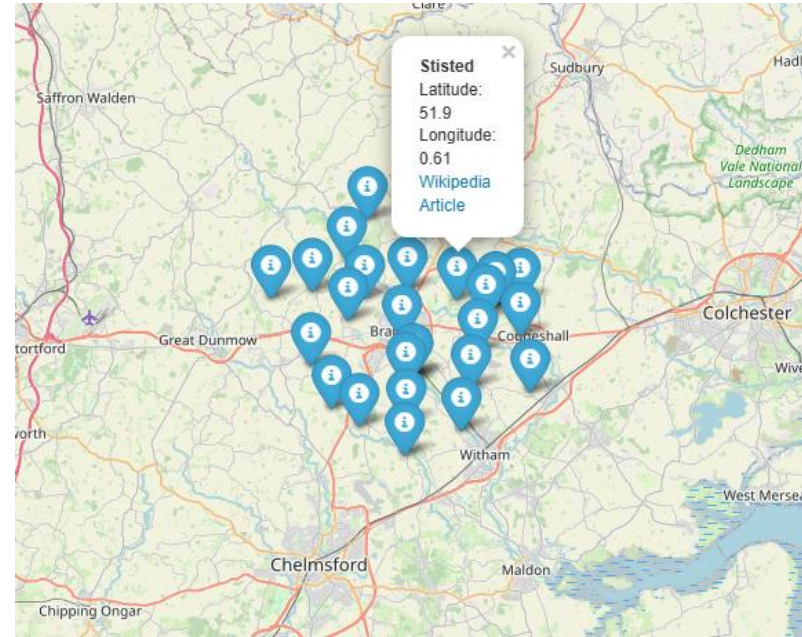 Clare
×
Stisted
Latitude:
51.9
Longitude:
0.61
Wikipedia
Article
Sudbury
Hadl
Saffron Walden
Dedham
Vale National
Landscape
Colchester
Great Dunmow
Bra
Coggeshall
tortford
Wive
worth
Witham
West Mersea
Chelmsford
Maldon
Chipping Ongar